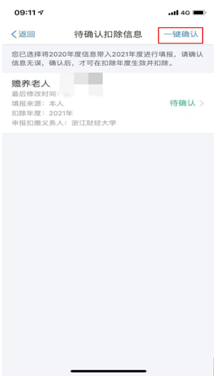 09:11
4G
返回
待确认扣除信息
一键确认
您已选择将2020年度信息带入2021年度进行填报，请确认
信息无误，确认后，才可在扣除年度生效并扣除。
赡养老人
最后修改时间：
填报来源：本人
待确认
扣除年度：2021年
申报扣缴义务人：浙江财经大学